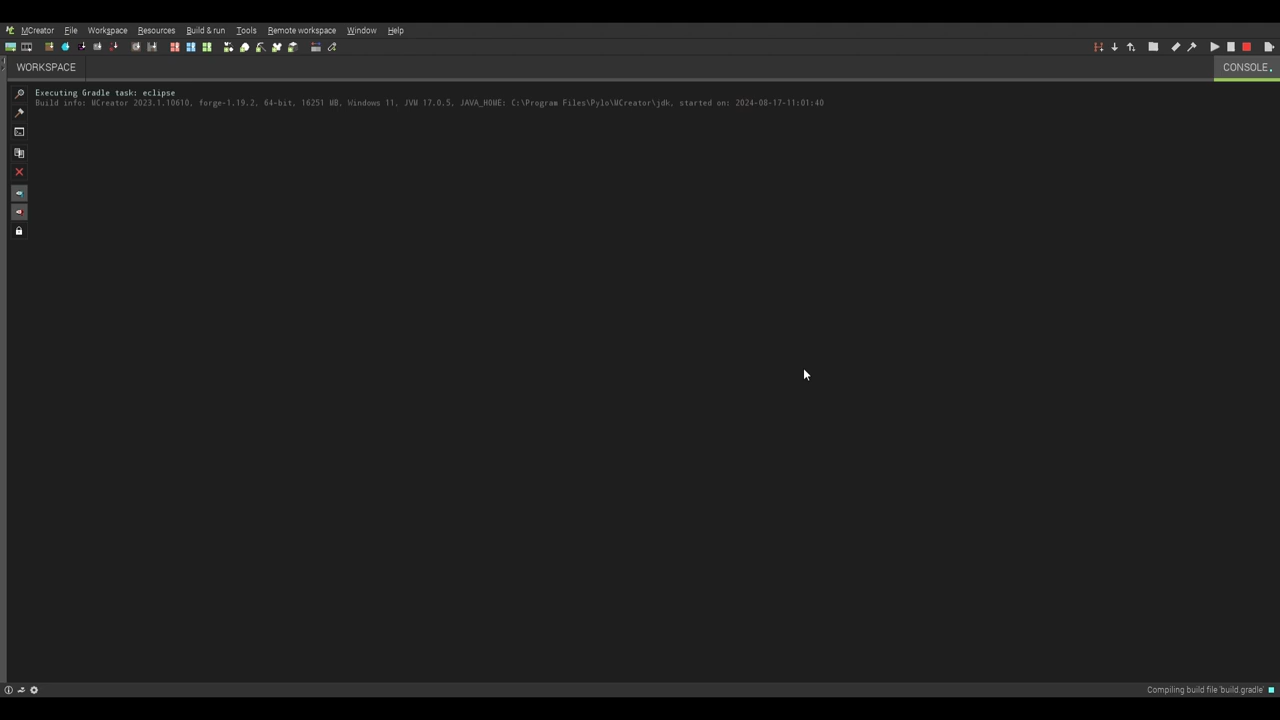 MCreator File Workspace Resources Build & run Tools Remote workspace Window Help
WORKSPACE
CONSOLE
Executing Gradle task: eclipse
Build info: MCreator 2023.1.10610, forge-1.19.2, 64-bit, 16251 MB, Windows 11, JVM 17.0.5, JAVA_HOME: C:\Program Files\Pylo\MCreator\jdk, started on: 2024-08-17-11:01:40
Compiling build file 'build.gradle'